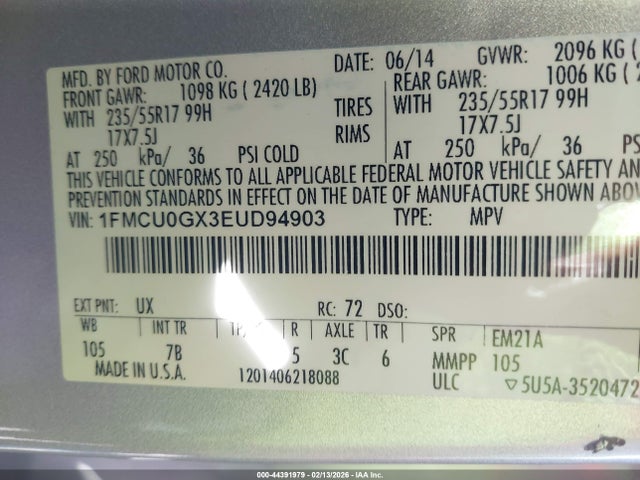 MFD. BY FORD MOTOR CO.
DATE: 06/14 GVWR: 2096 KG (
FRONT GAWR: 1098 KG ( 2420 LB)
REAR GAWR: 1006 KG (
WITH 235/55R17 99H TIRES WITH 235/55R17 99H
17X7.5J RIMS 17X7.5J
AT 250 kPa/ 36 PSI COLD AT 250 kPa/ 36 PS
THIS VEHICLE CONFORMS TO ALL APPLICABLE FEDERAL MOTOR VEHICLE SAFETY AN
PREVENTION STANDARDS IN EFFECT ON THE DATE OF MANUFACTURE SHOWN ABOV
VIN: 1FMCU0GX3EUD94903 TYPE: MPV
EXT PNT: UX RC: 72 DSO:
WB INT TR R AXLE TR SPR EM21A
105 7B 5 3C 6 MMPP 105
MADE IN U.S.A. 1201406218088 ULC ▽5U5A-3520472
000-44391979 - 02/13/2026 - IAA Inc.